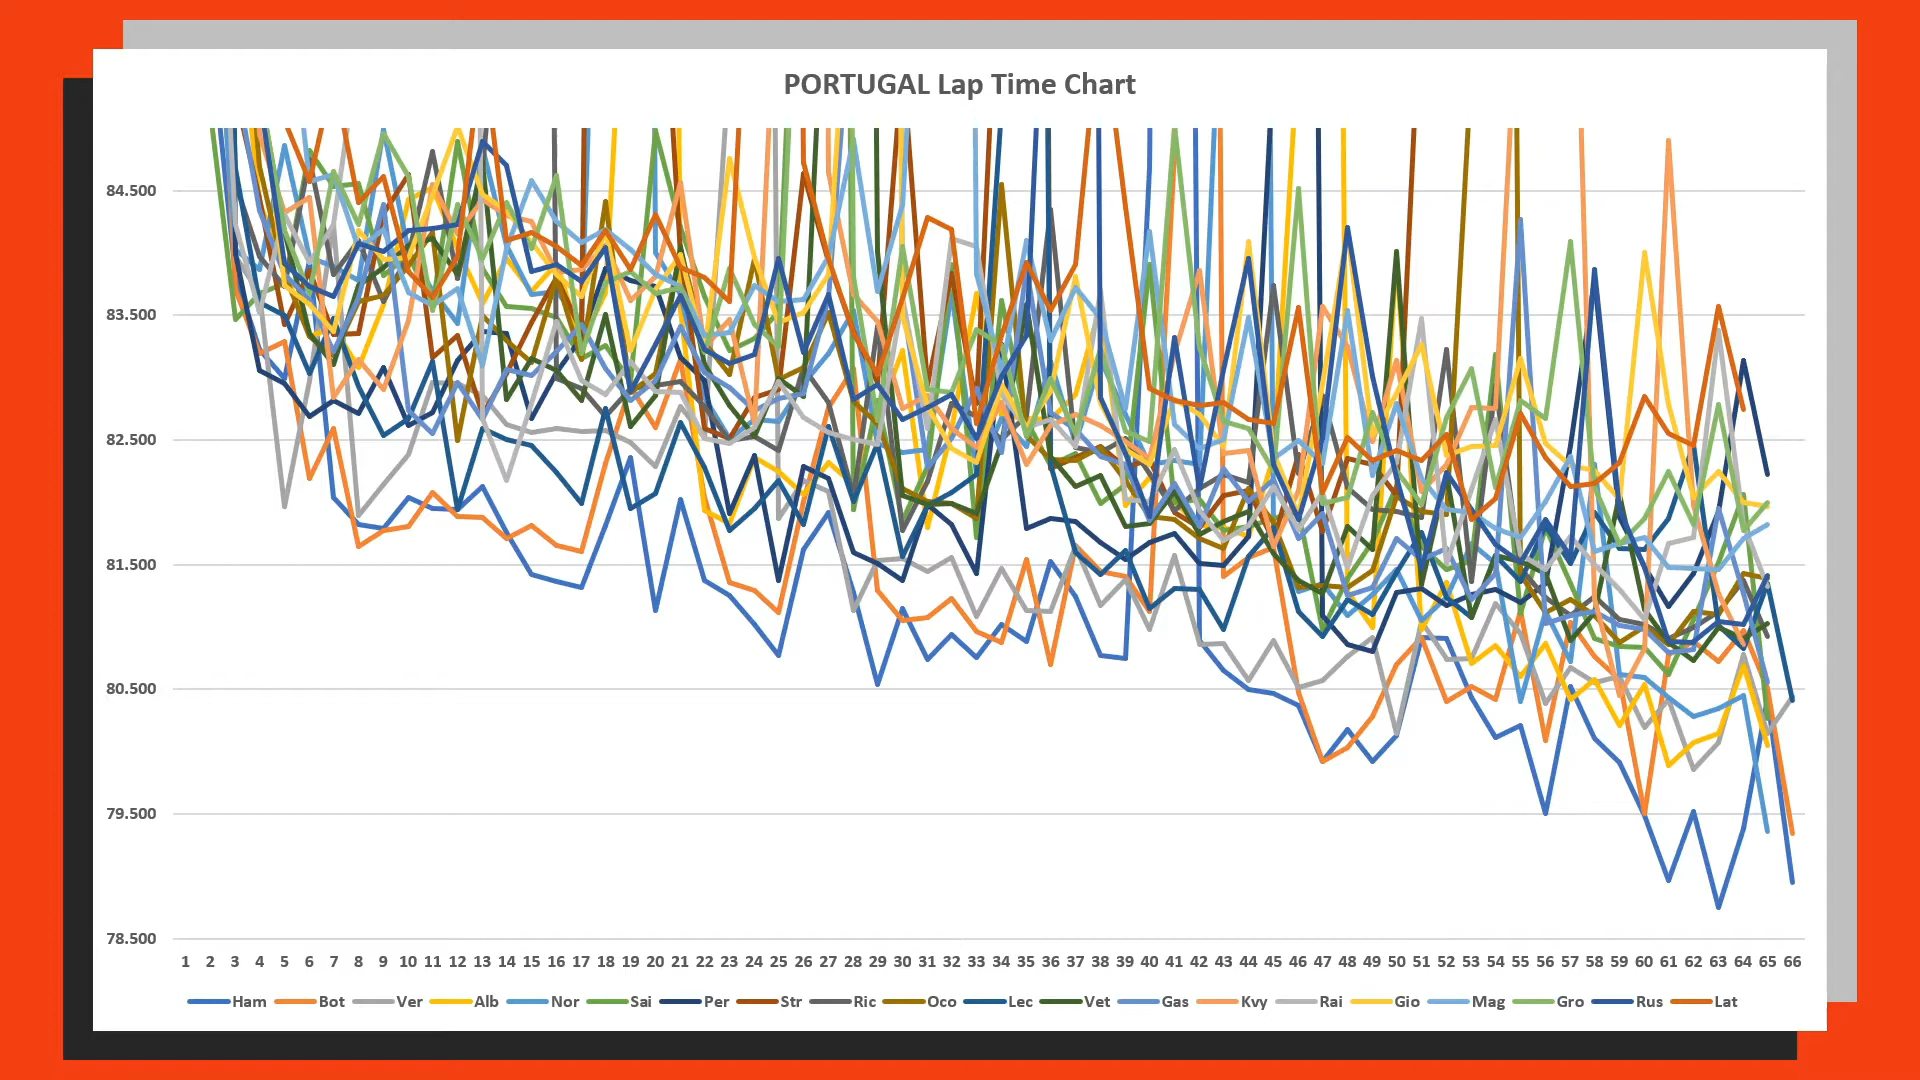 PORTUGAL Lap Time Chart
84.500
83.500
82.500
81.500
80.500
79.500
78.500
1 2 3 4 5 6 7 8 9 10 11 12 13 14 15 16 17 18 19 20 21 22 23 24 25 26 27 28 29 30 31 32 33 34 35 36 37 38 39 40 41 42 43 44 45 46 47 48 49 50 51 52 53 54 55 56 57 58 59 60 61 62 63 64 65 66
Ham Bot Ver Alb Nor Sai Per Str Ric Oco Lec Vet Gas Kvy Rai Gio Mag Gro Rus Lat